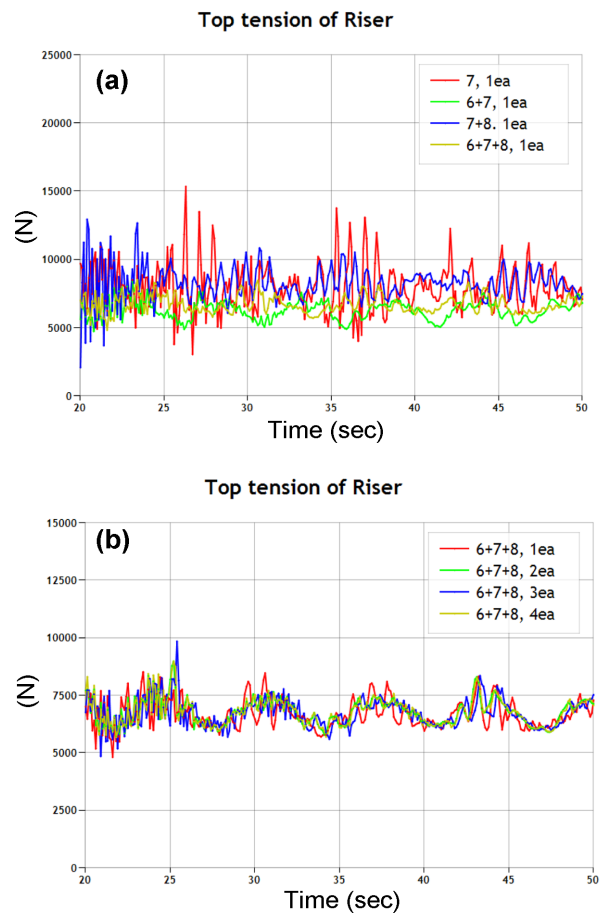 Top tension of Riser
(a)
7, 1ea
6+7, 1ea
7+8. 1ea
6+7+8, 1ea
25000
20000
15000
10000
5000
0
(N)
20 25 30 35 40 45 50
Time (sec)
Top tension of Riser
(b)
6+7+8, 1ea
6+7+8, 2ea
6+7+8, 3ea
6+7+8, 4ea
15000
12500
10000
7500
5000
2500
0
(N)
20 25 30 35 40 45 50
Time (sec)